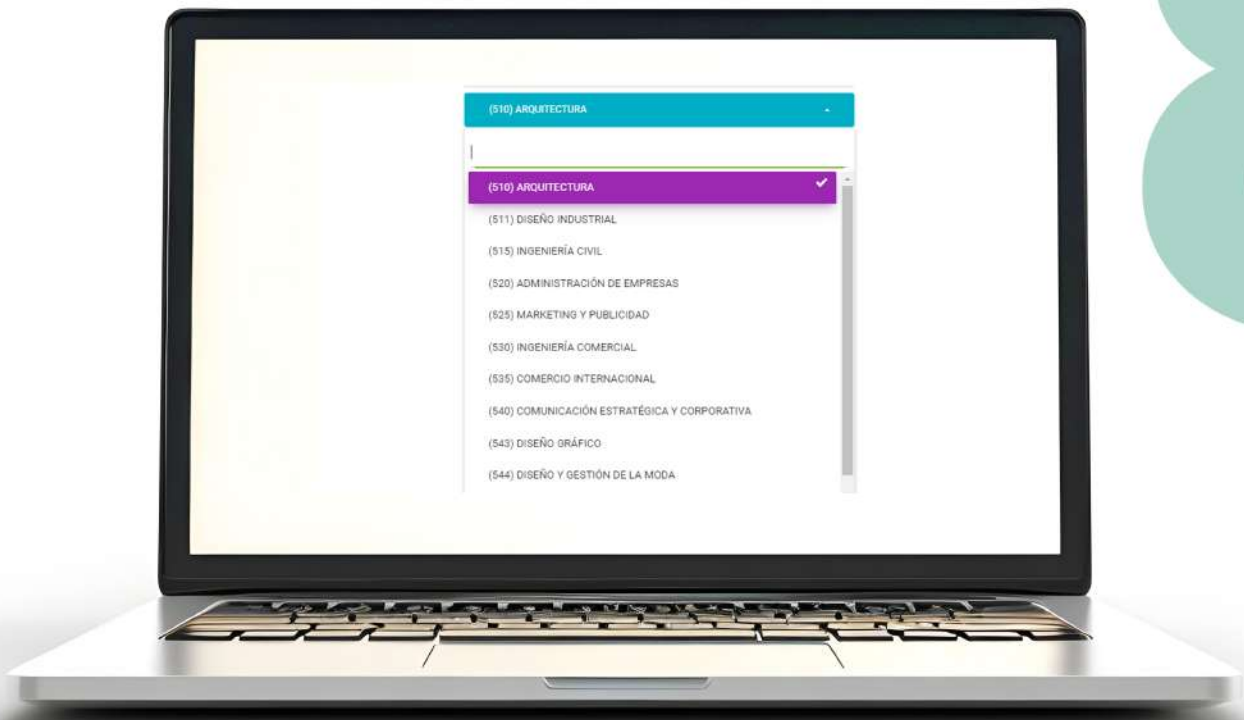 (510) ARQUITECTURA
(510) ARQUITECTURA
(511) DISEÑO INDUSTRIAL
(515) INGENIERÍA CIVIL
(520) ADMINISTRACIÓN DE EMPRESAS
(525) MARKETING Y PUBLICIDAD
(530) INGENIERÍA COMERCIAL
(535) COMERCIO INTERNACIONAL
(540) COMUNICACIÓN ESTRATÉGICA Y CORPORATIVA
(543) DISEÑO GRÁFICO
(544) DISEÑO Y GESTIÓN DE LA MODA